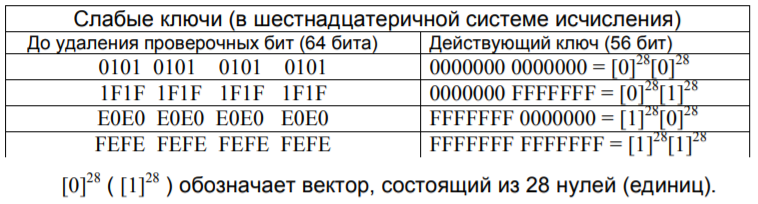 Слабые ключи (в шестнадцатеричной системе исчисления)
До удаления проверочных бит (64 бита) Действующий ключ (56 бит)
0101 0101 0101 0101 0000000 0000000 = [0]²⁸[0]²⁸
1F1F 1F1F 1F1F 1F1F 0000000 FFFFFFF = [0]²⁸[1]²⁸
E0E0 E0E0 E0E0 E0E0 FFFFFFF 0000000 = [1]²⁸[0]²⁸
FEFE FEFE FEFE FEFE FFFFFFF FFFFFFF = [1]²⁸[1]²⁸
[0]²⁸ ( [1]²⁸ ) обозначает вектор, состоящий из 28 нулей (единиц).